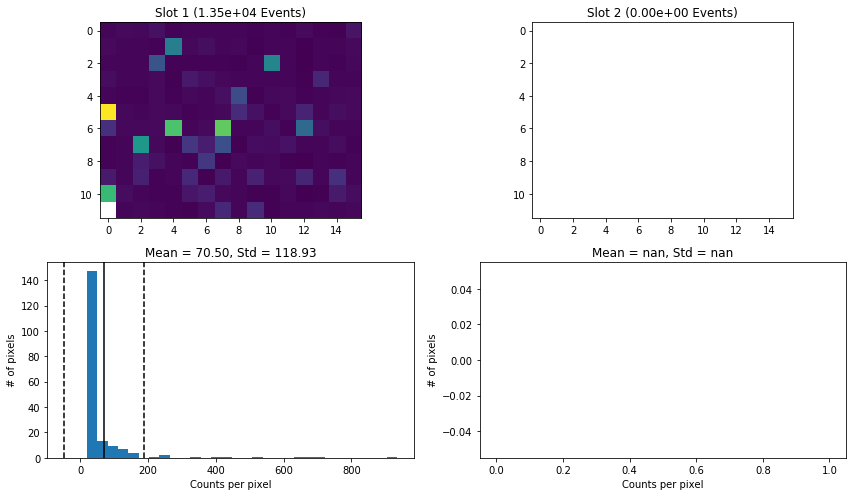 Slot 1 (1.35e+04 Events)
0
2
4
6
8
10
0 2 4 6 8 10 12 14
Slot 2 (0.00e+00 Events)
0
2
4
6
8
10
0 2 4 6 8 10 12 14
Mean = 70.50, Std = 118.93
# of pixels
140
120
100
80
60
40
20
0
0 200 400 600 800
Counts per pixel
Mean = nan, Std = nan
# of pixels
0.04
0.02
0.00
−0.02
−0.04
0.0 0.2 0.4 0.6 0.8 1.0
Counts per pixel